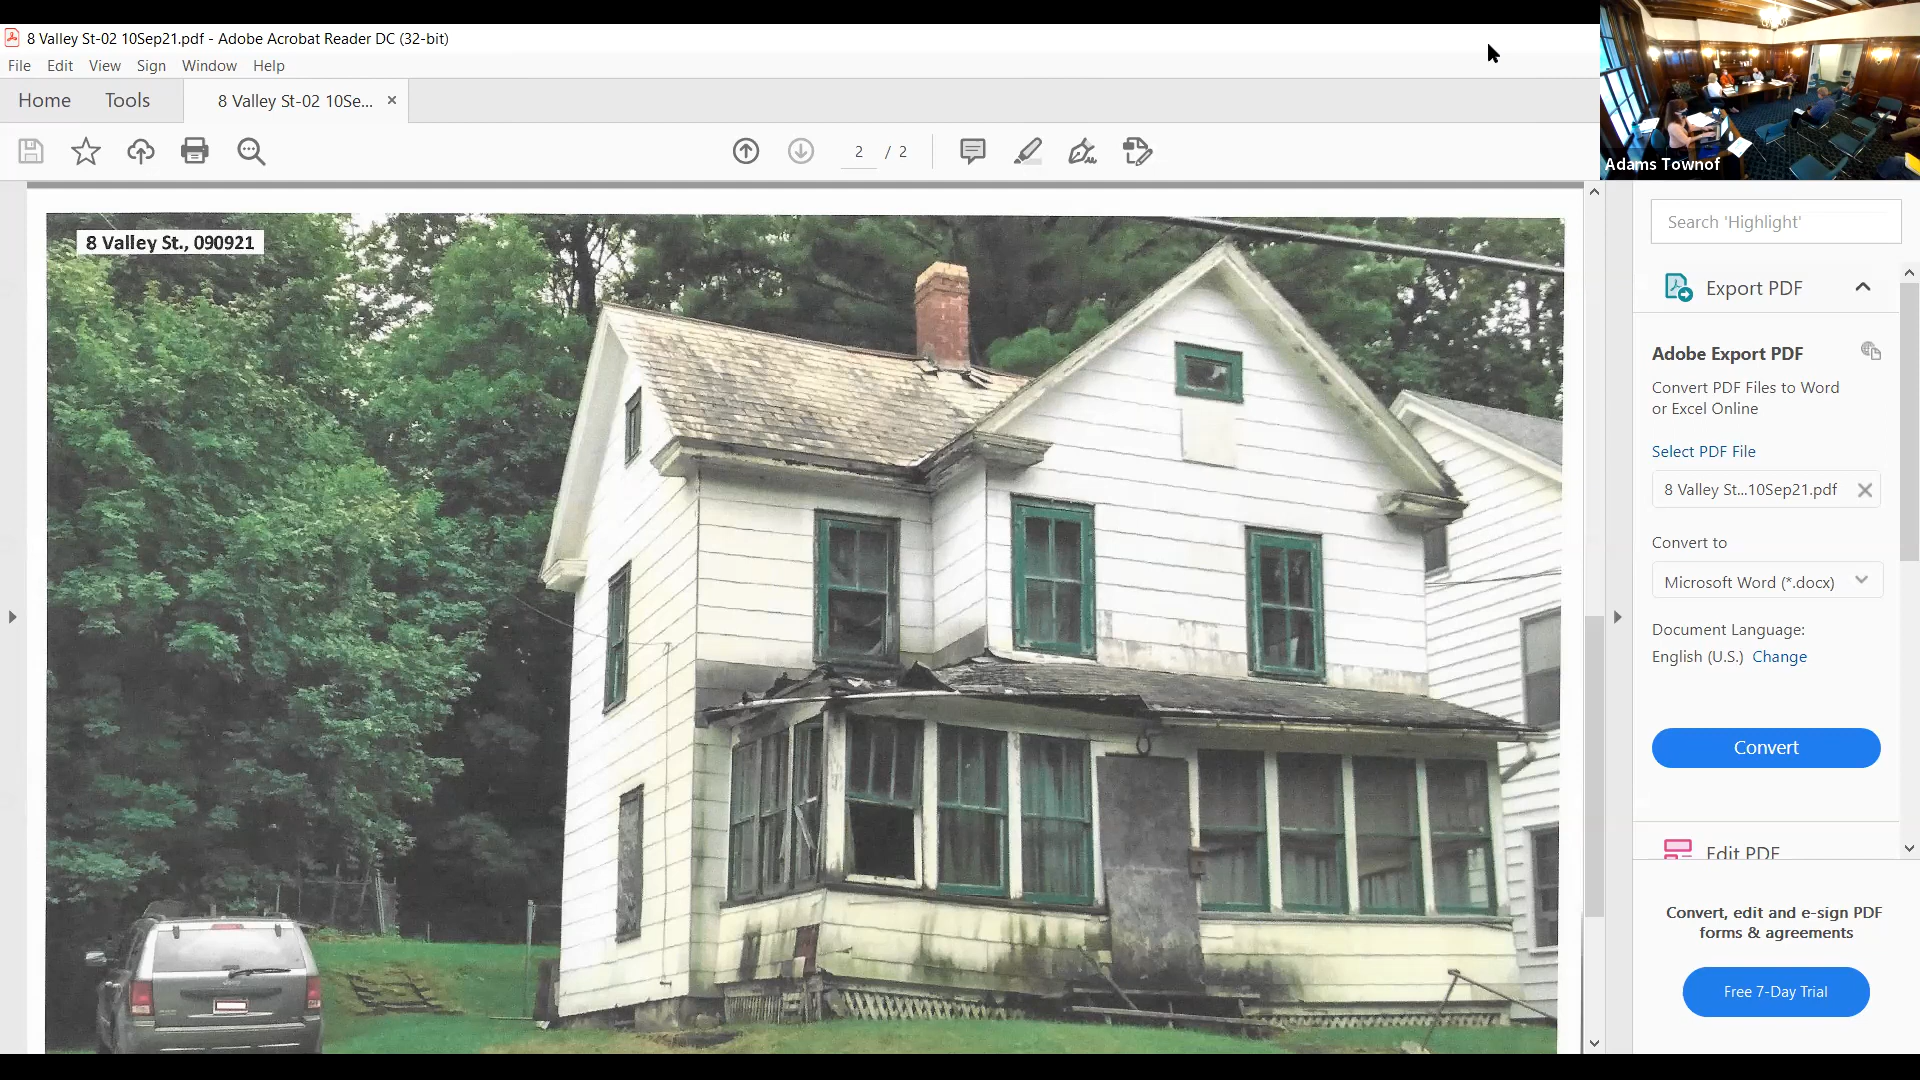 8 Valley St-02 10Sep21.pdf - Adobe Acrobat Reader DC (32-bit)
File Edit View Sign Window Help
Home Tools 8 Valley St-02 10Se... ×
2 / 2
Adams Townof
8 Valley St., 090921
Search 'Highlight'
Export PDF
Adobe Export PDF
Convert PDF Files to Word
or Excel Online
Select PDF File
8 Valley St...10Sep21.pdf
Convert to
Microsoft Word (*.docx)
Document Language:
English (U.S.) Change
Convert
Edit PDF
Convert, edit and e-sign PDF
forms & agreements
Free 7-Day Trial